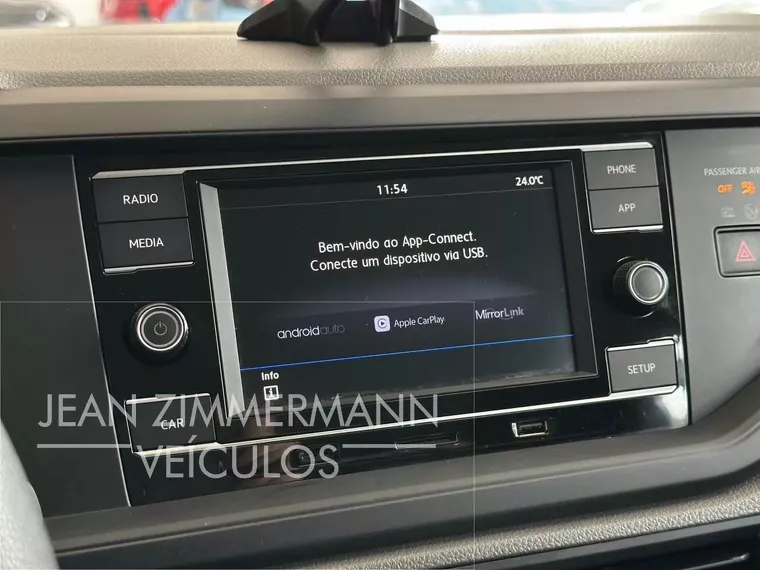 PASSENGER AIR
OFF
RADIO
MEDIA
11:54
24.0°C
PHONE
APP
Bem-vindo ao App-Connect.
Conecte um dispositivo via USB.
androidauto
Apple CarPlay
MirrorLink
Info
i
SETUP
CAR
JEAN ZIMMERMANN
VEÍCULOS